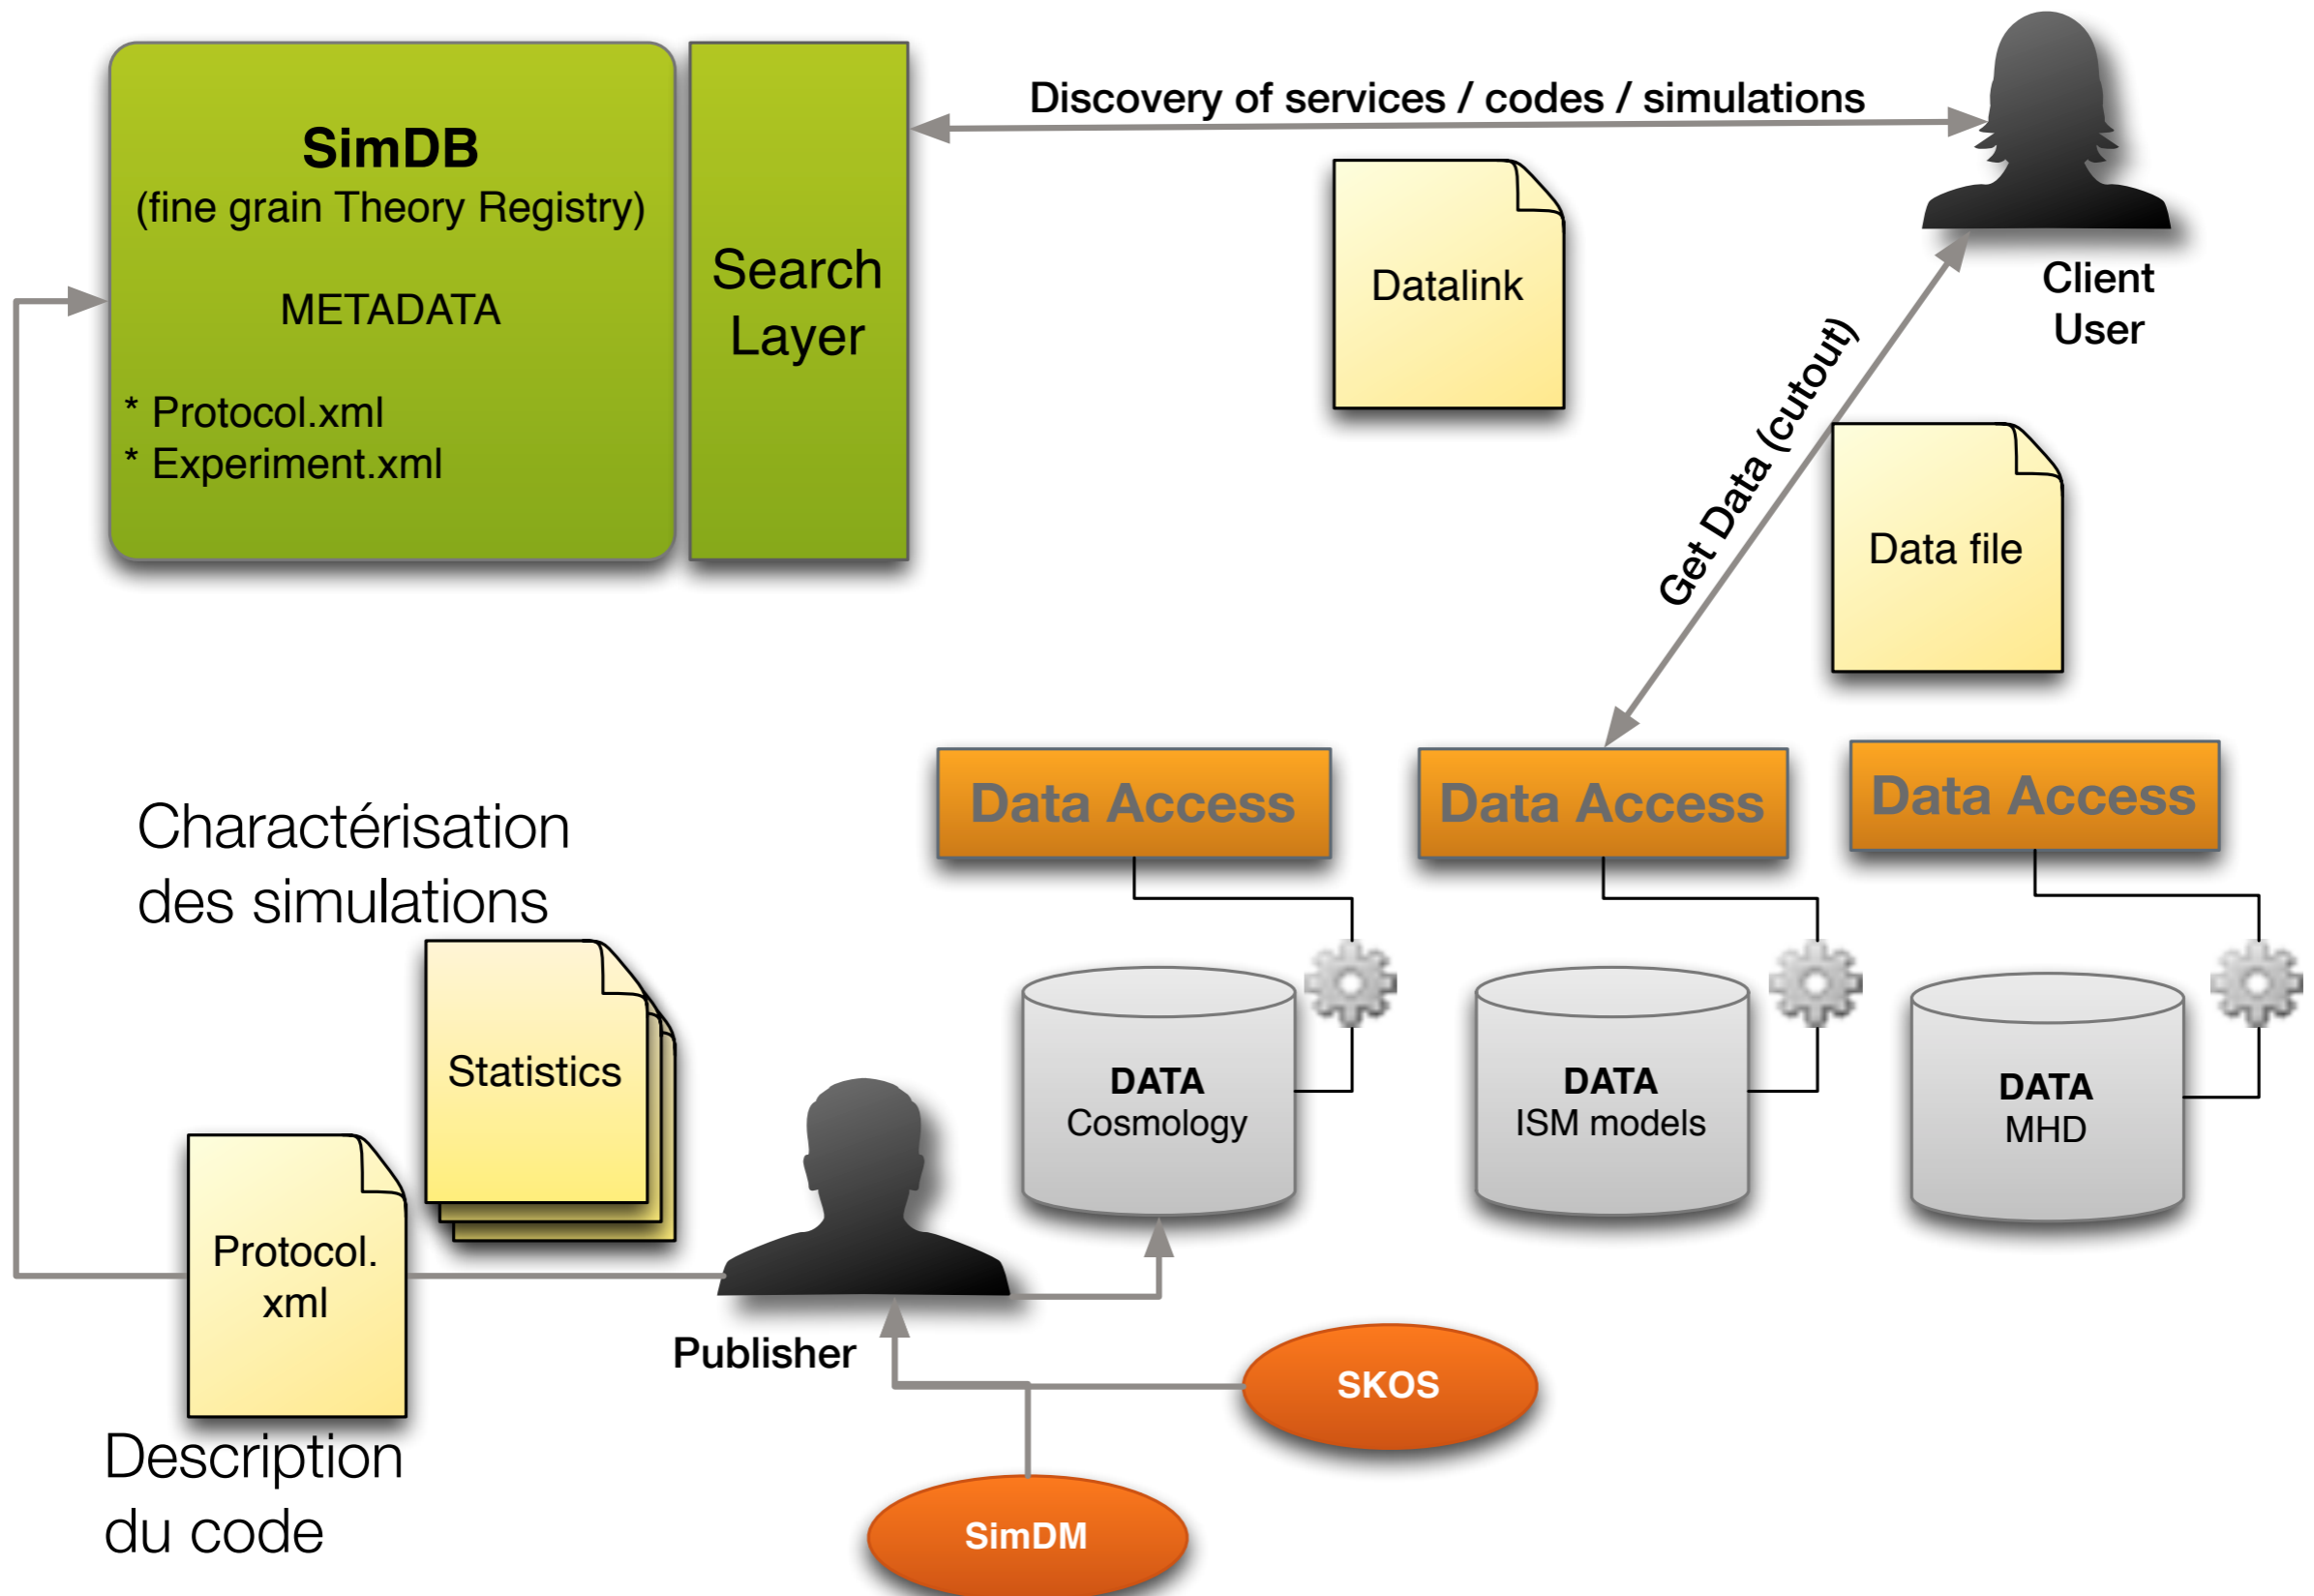 SimDB
(fine grain Theory Registry)
METADATA
* Protocol.xml
* Experiment.xml
Search
Layer
Discovery of services / codes / simulations
Datalink
Client
User
Get Data (cutout)
Data file
Data Access
Data Access
Data Access
Charactérisation
des simulations
Statistics
DATA
Cosmology
DATA
ISM models
DATA
MHD
Protocol.
xml
Publisher
SKOS
Description
du code
SimDM